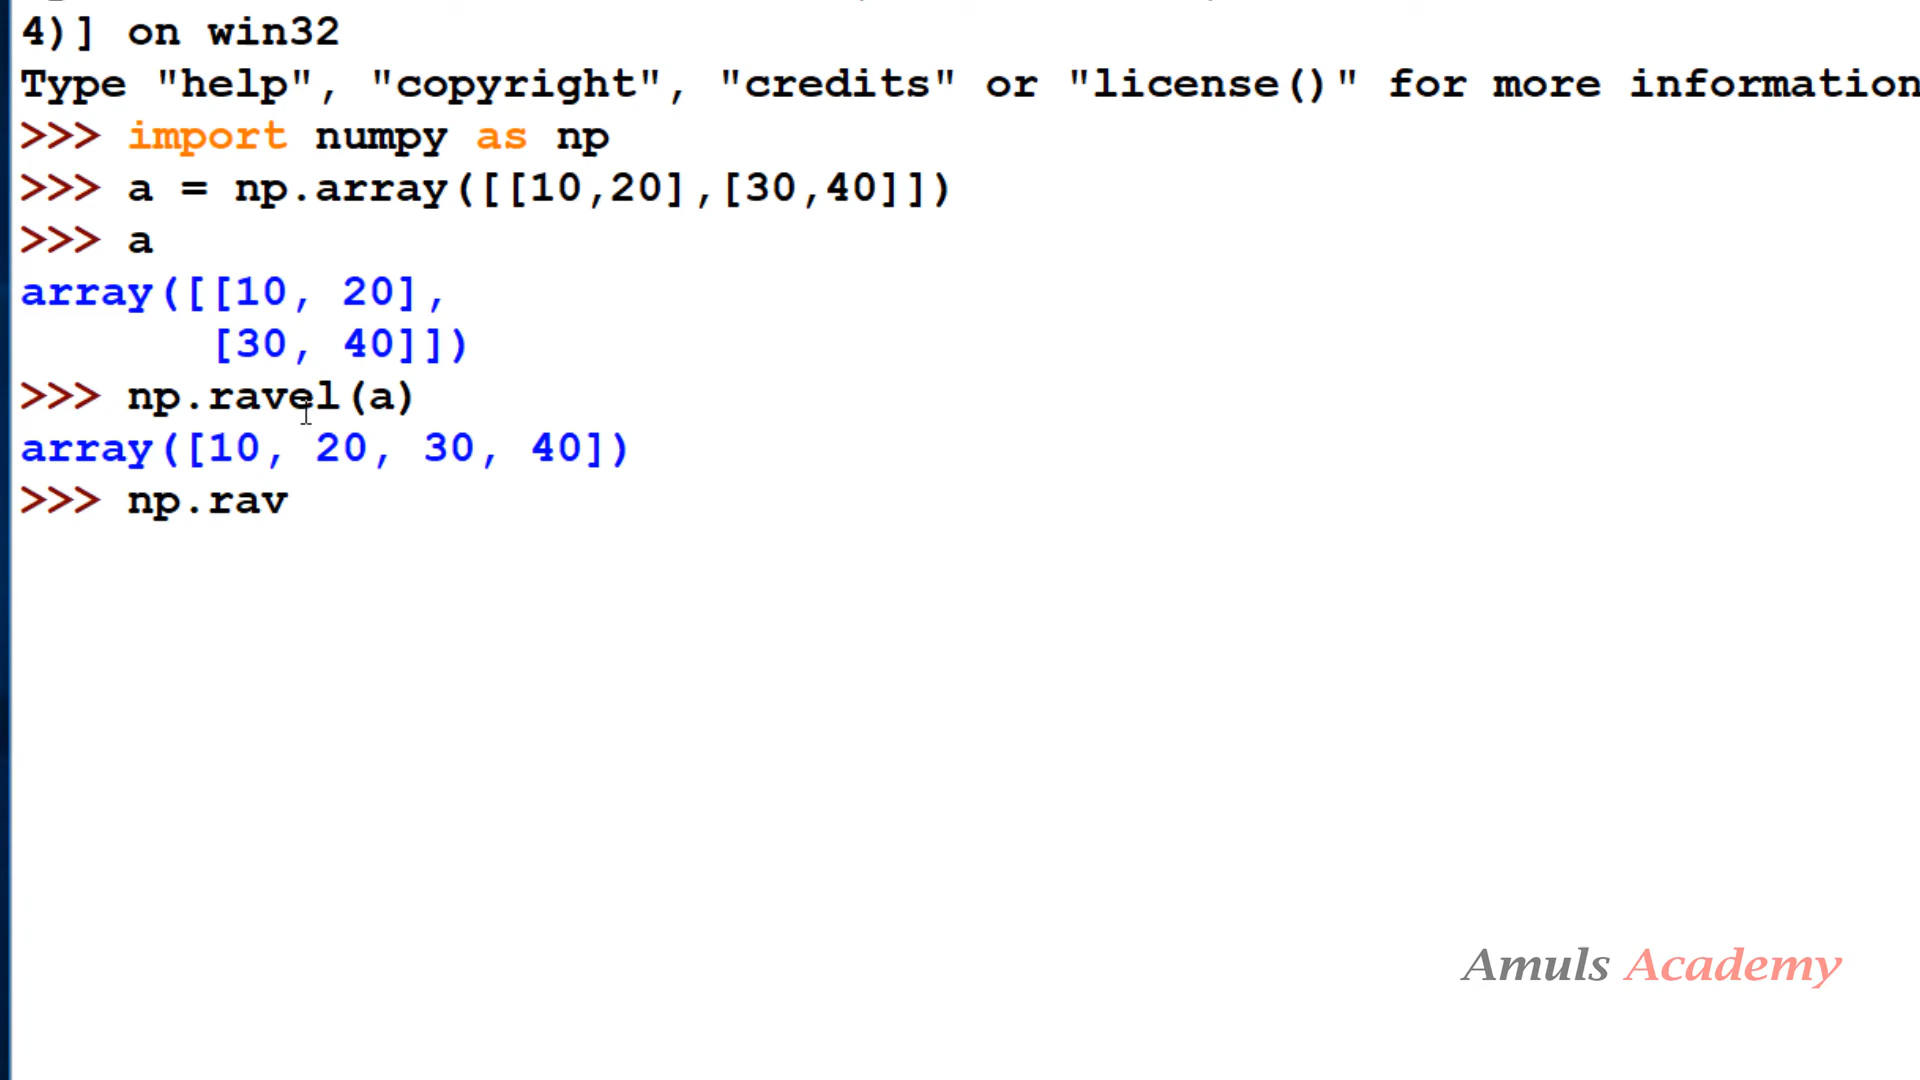 4)] on win32
Type "help", "copyright", "credits" or "license()" for more information
>>> import numpy as np
>>> a = np.array([[10,20],[30,40]])
>>> a
array([[10, 20],
       [30, 40]])
>>> np.ravel(a)
array([10, 20, 30, 40])
>>> np.rav
Amuls Academy